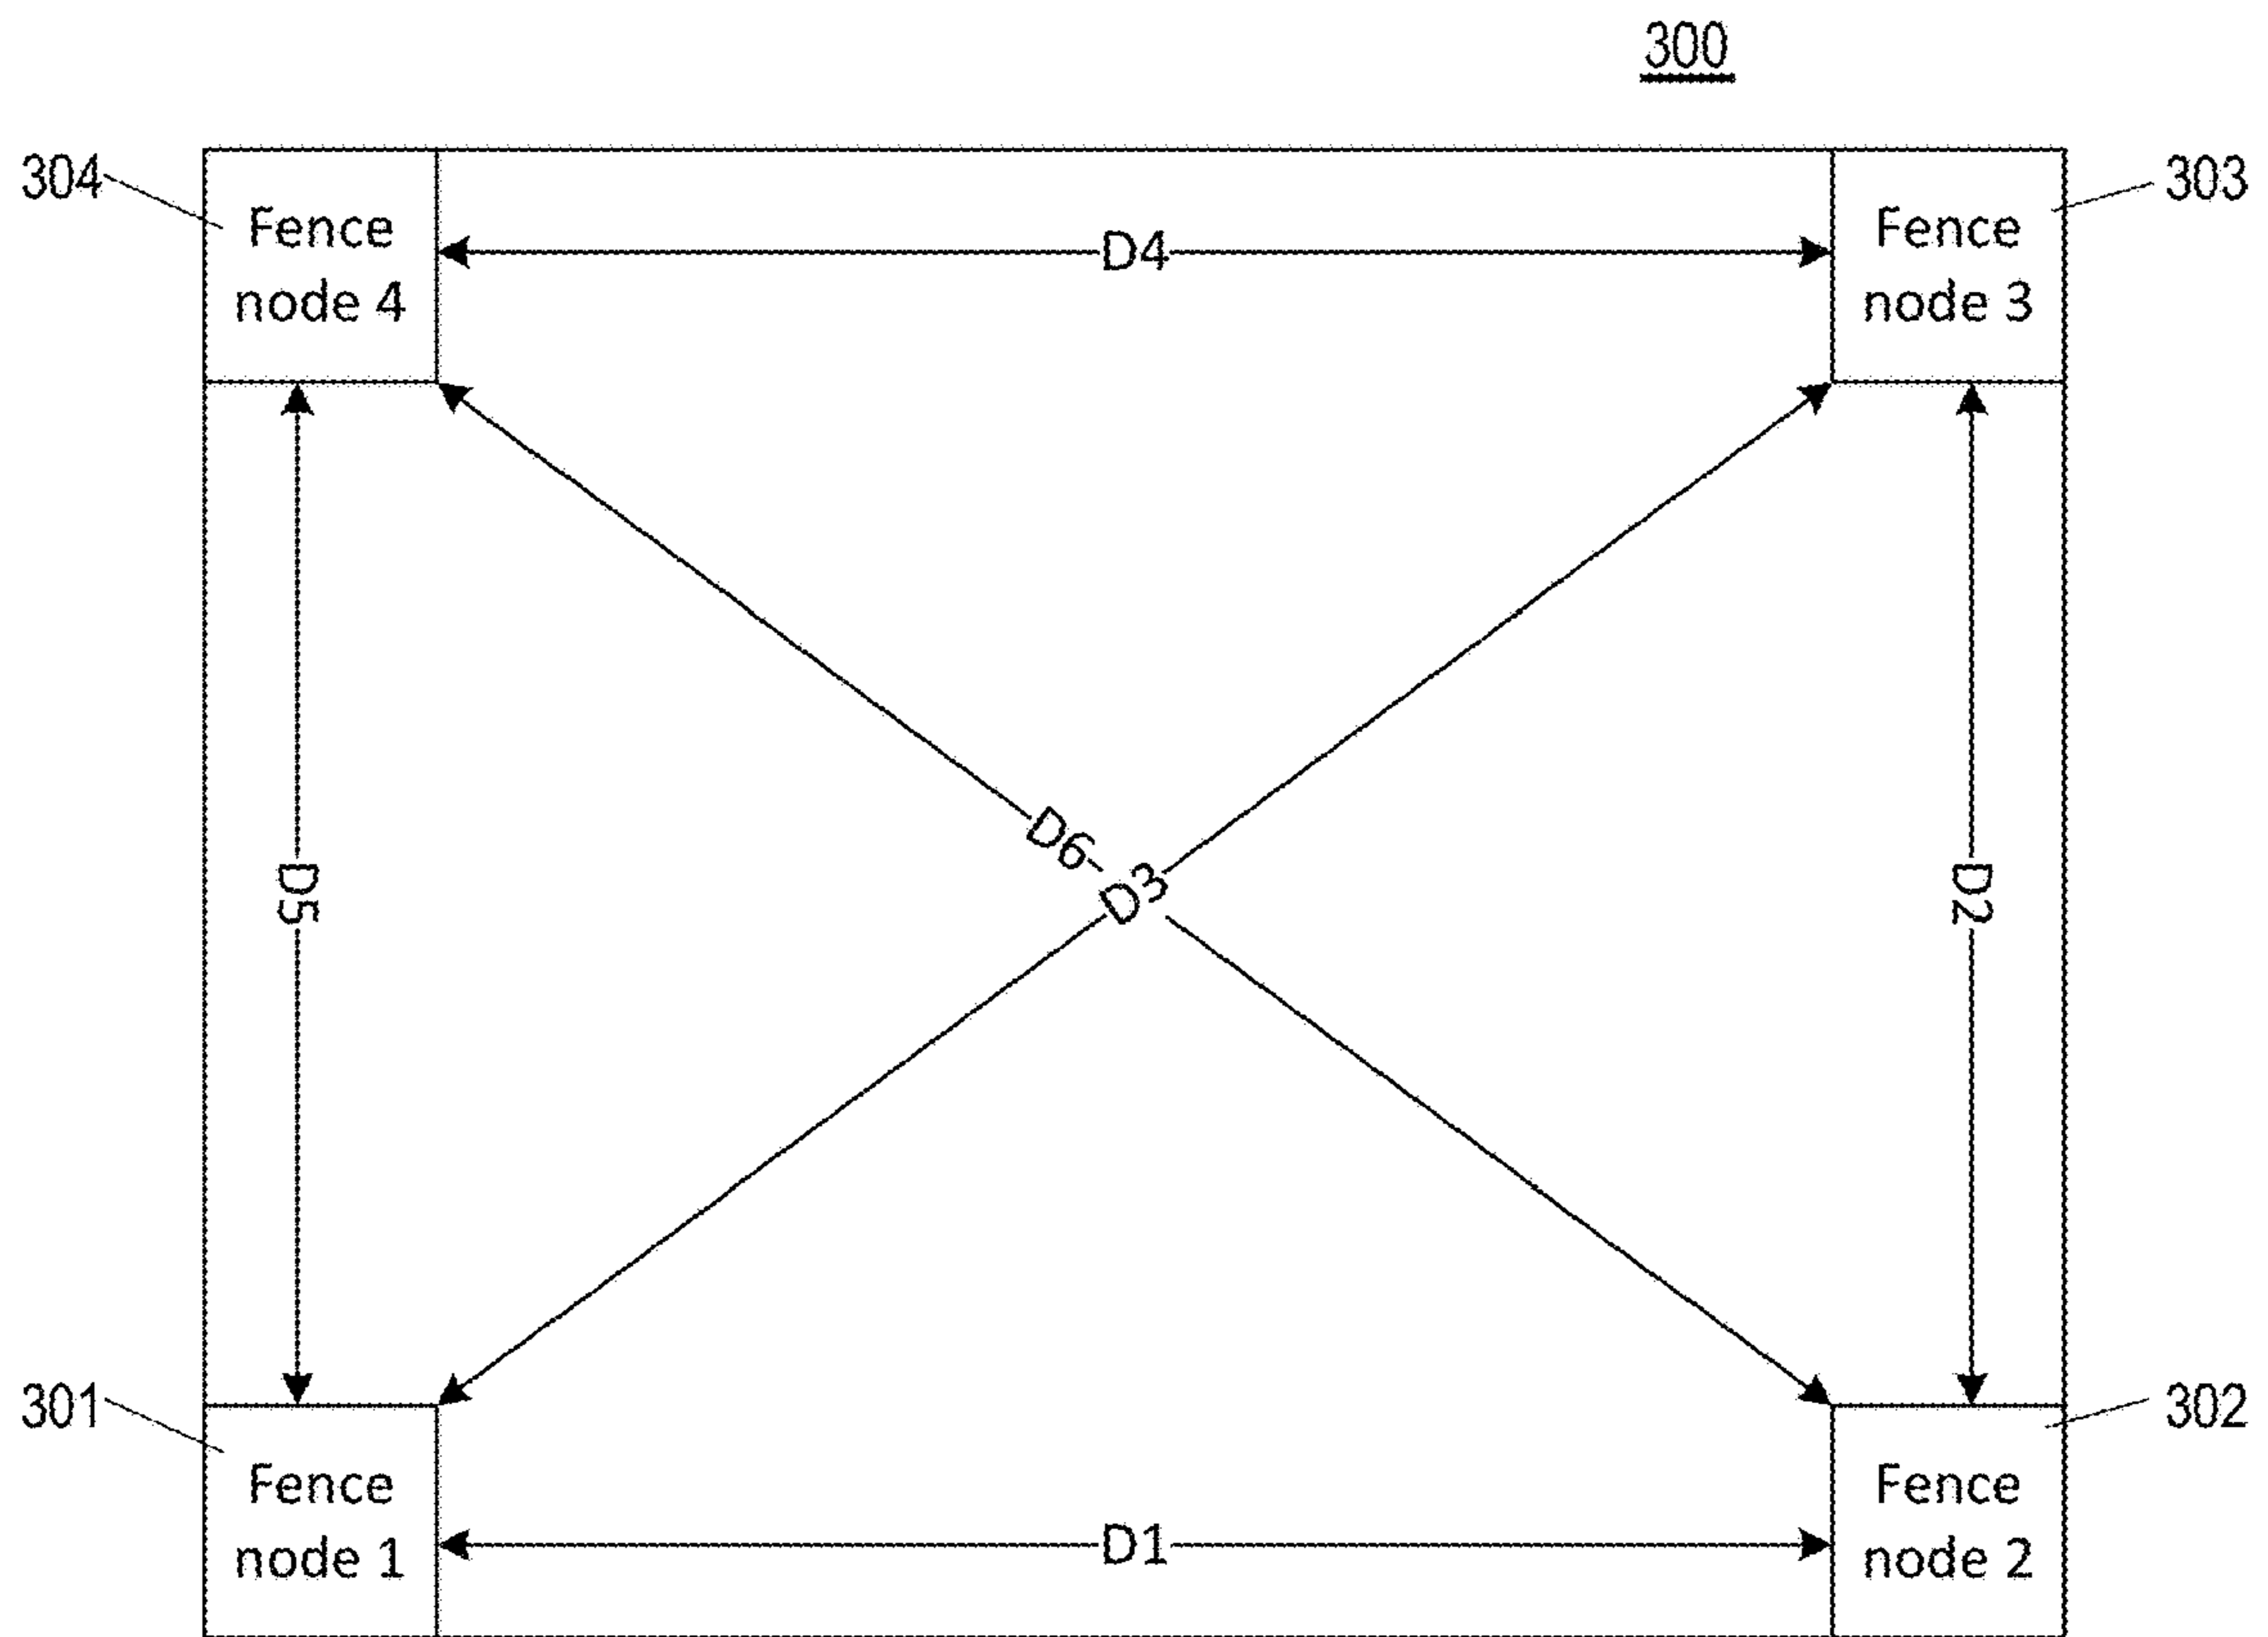 300
304
Fence
node 4
D4
Fence
node 3
303
D6
D3
D5
D2
301
Fence
node 1
D1
Fence
node 2
302